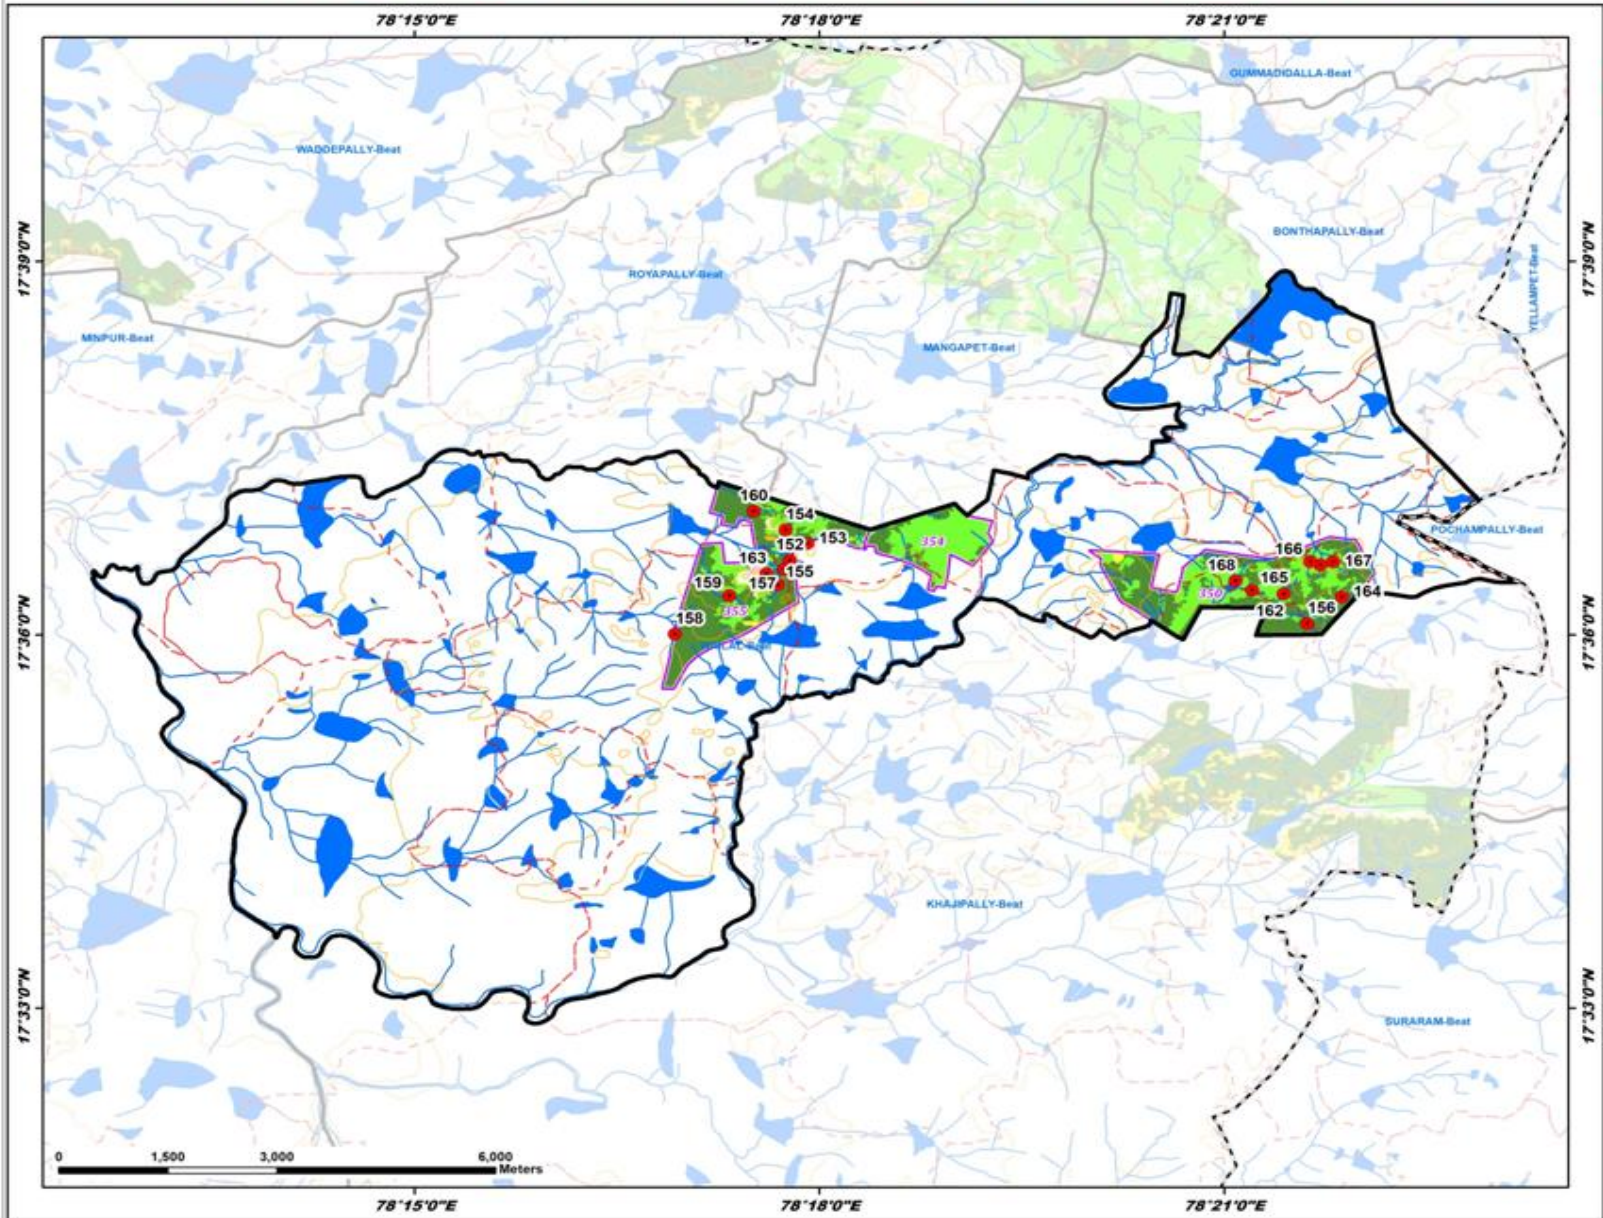 78°15'0"E 78°18'0"E 78°21'0"E
GUMMADIDALLA-Beat
WADDEPALLY-Beat
BONTHAPALLY-Beat
17°39'0"N
17°39'0"N
ROYAPALLY-Beat
YELLAMPET-Beat
MINPUR-Beat
MANGAPET-Beat
160
154
153
152
354
163
155
159
157
355
158
POCHAMPALLY-Beat
166
167
168
165
350
164
162
156
17°36'0"N
17°36'0"N
KHAJIPALLY-Beat
17°33'0"N
17°33'0"N
SURARAM-Beat
0 1,500 3,000 6,000
Meters
78°15'0"E 78°18'0"E 78°21'0"E